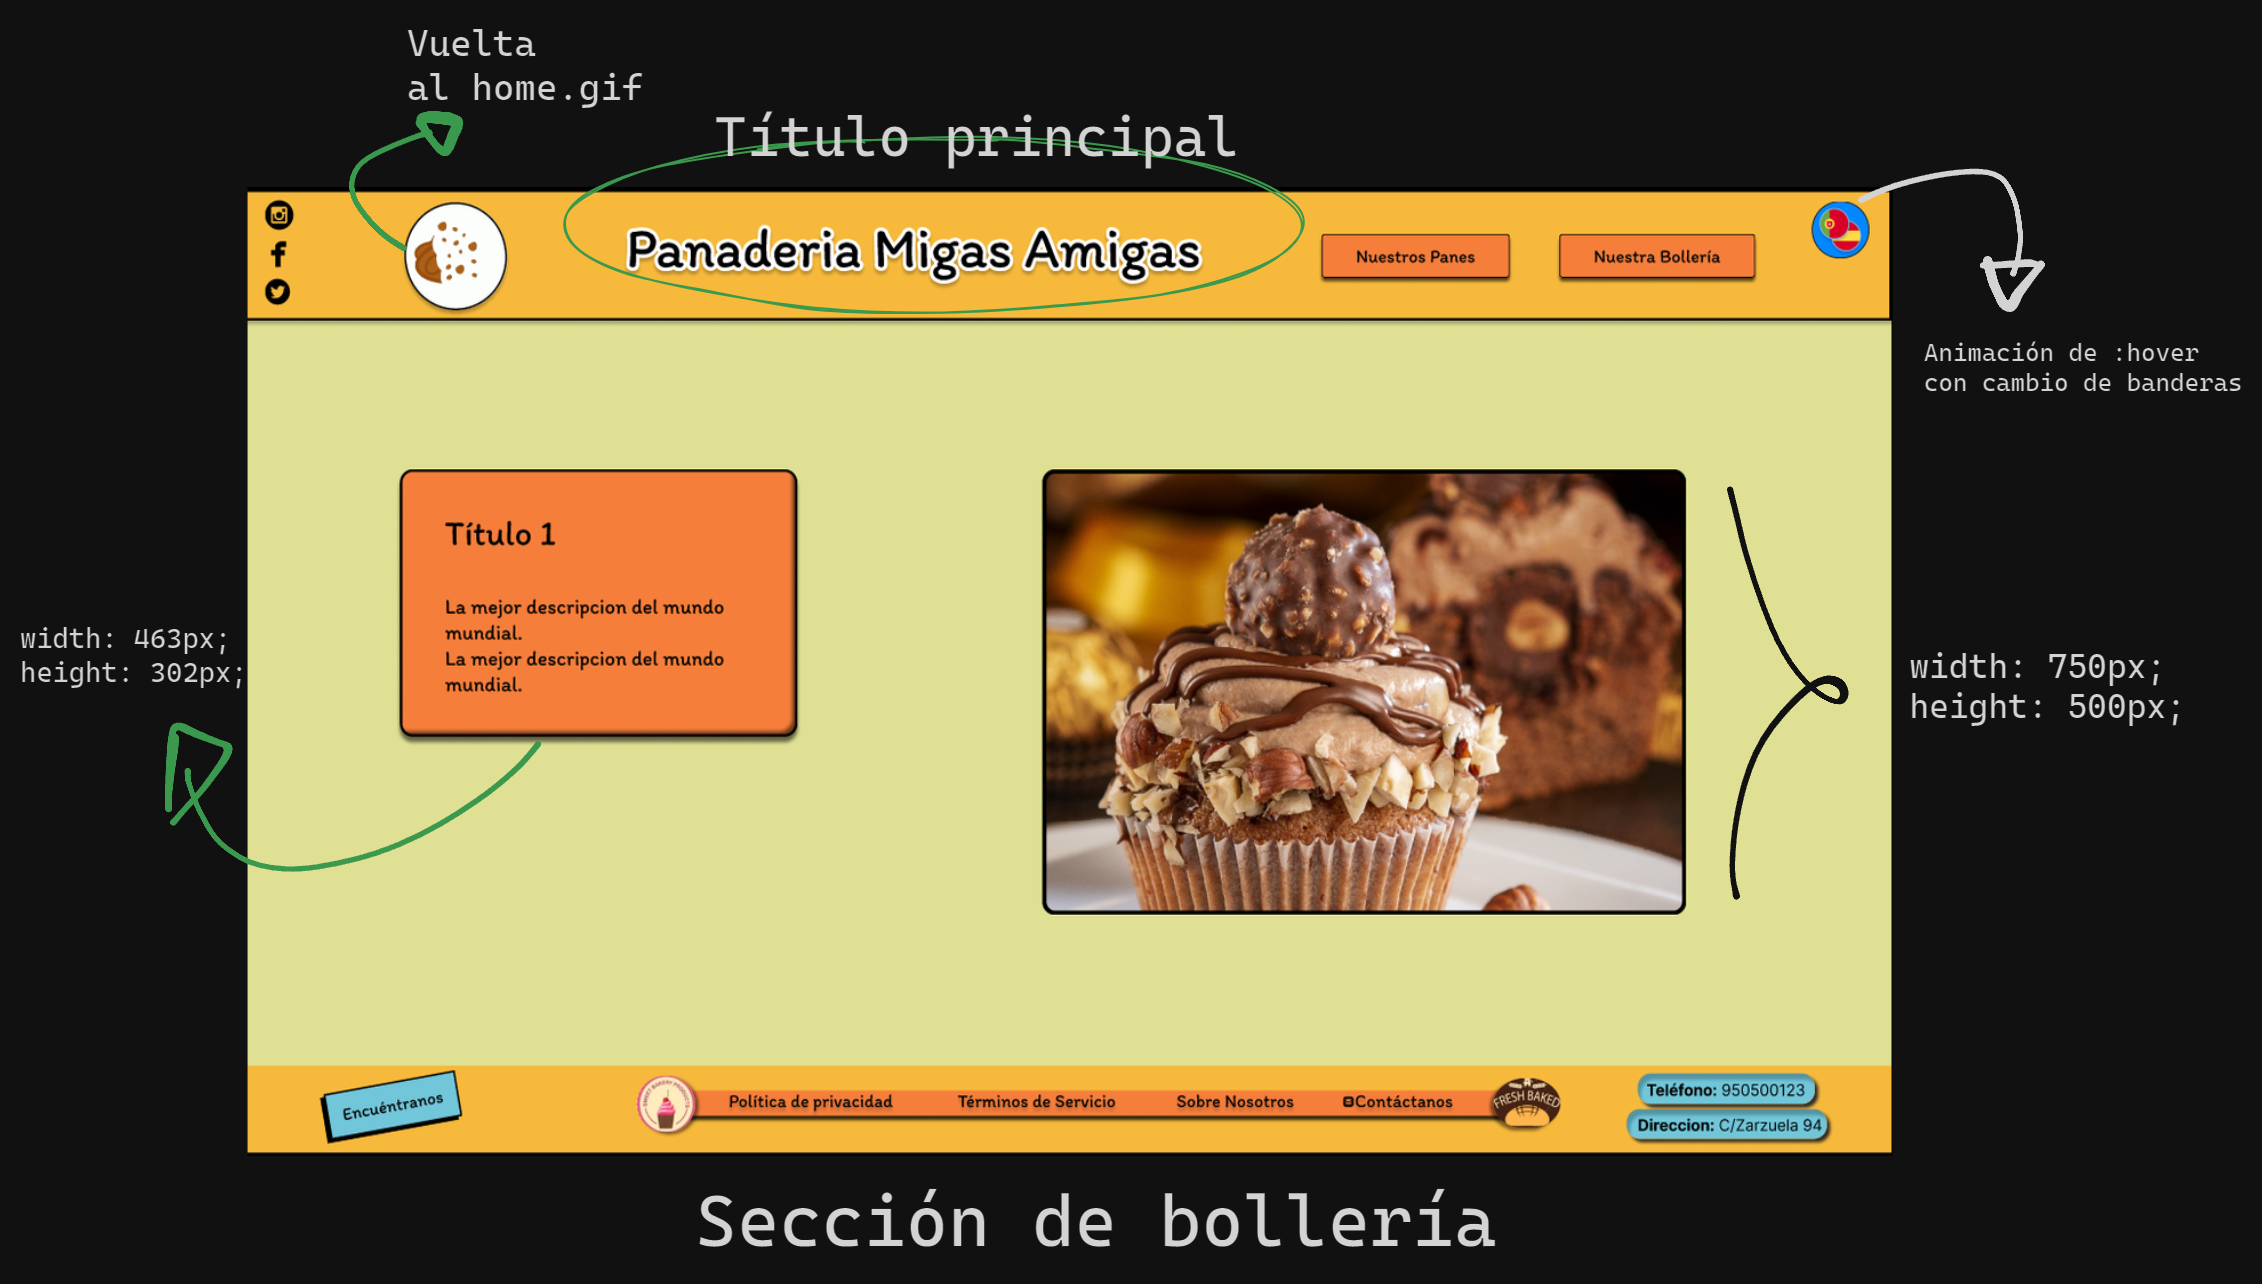 Vuelta
al home.gif
Título principal
Panaderia Migas Amigas
Nuestros Panes
Nuestra Bollería
Animación de :hover
con cambio de banderas
Título 1
La mejor descripcion del mundo
mundial.
La mejor descripcion del mundo
mundial.
width: 463px;
height: 302px;
width: 750px;
height: 500px;
Encuéntranos
SWEET BAKERY PRODUCTS
Política de privacidad
Términos de Servicio
Sobre Nosotros
Contáctanos
FRESH BAKED
Teléfono: 950500123
Direccion: C/Zarzuela 94
Sección de bollería